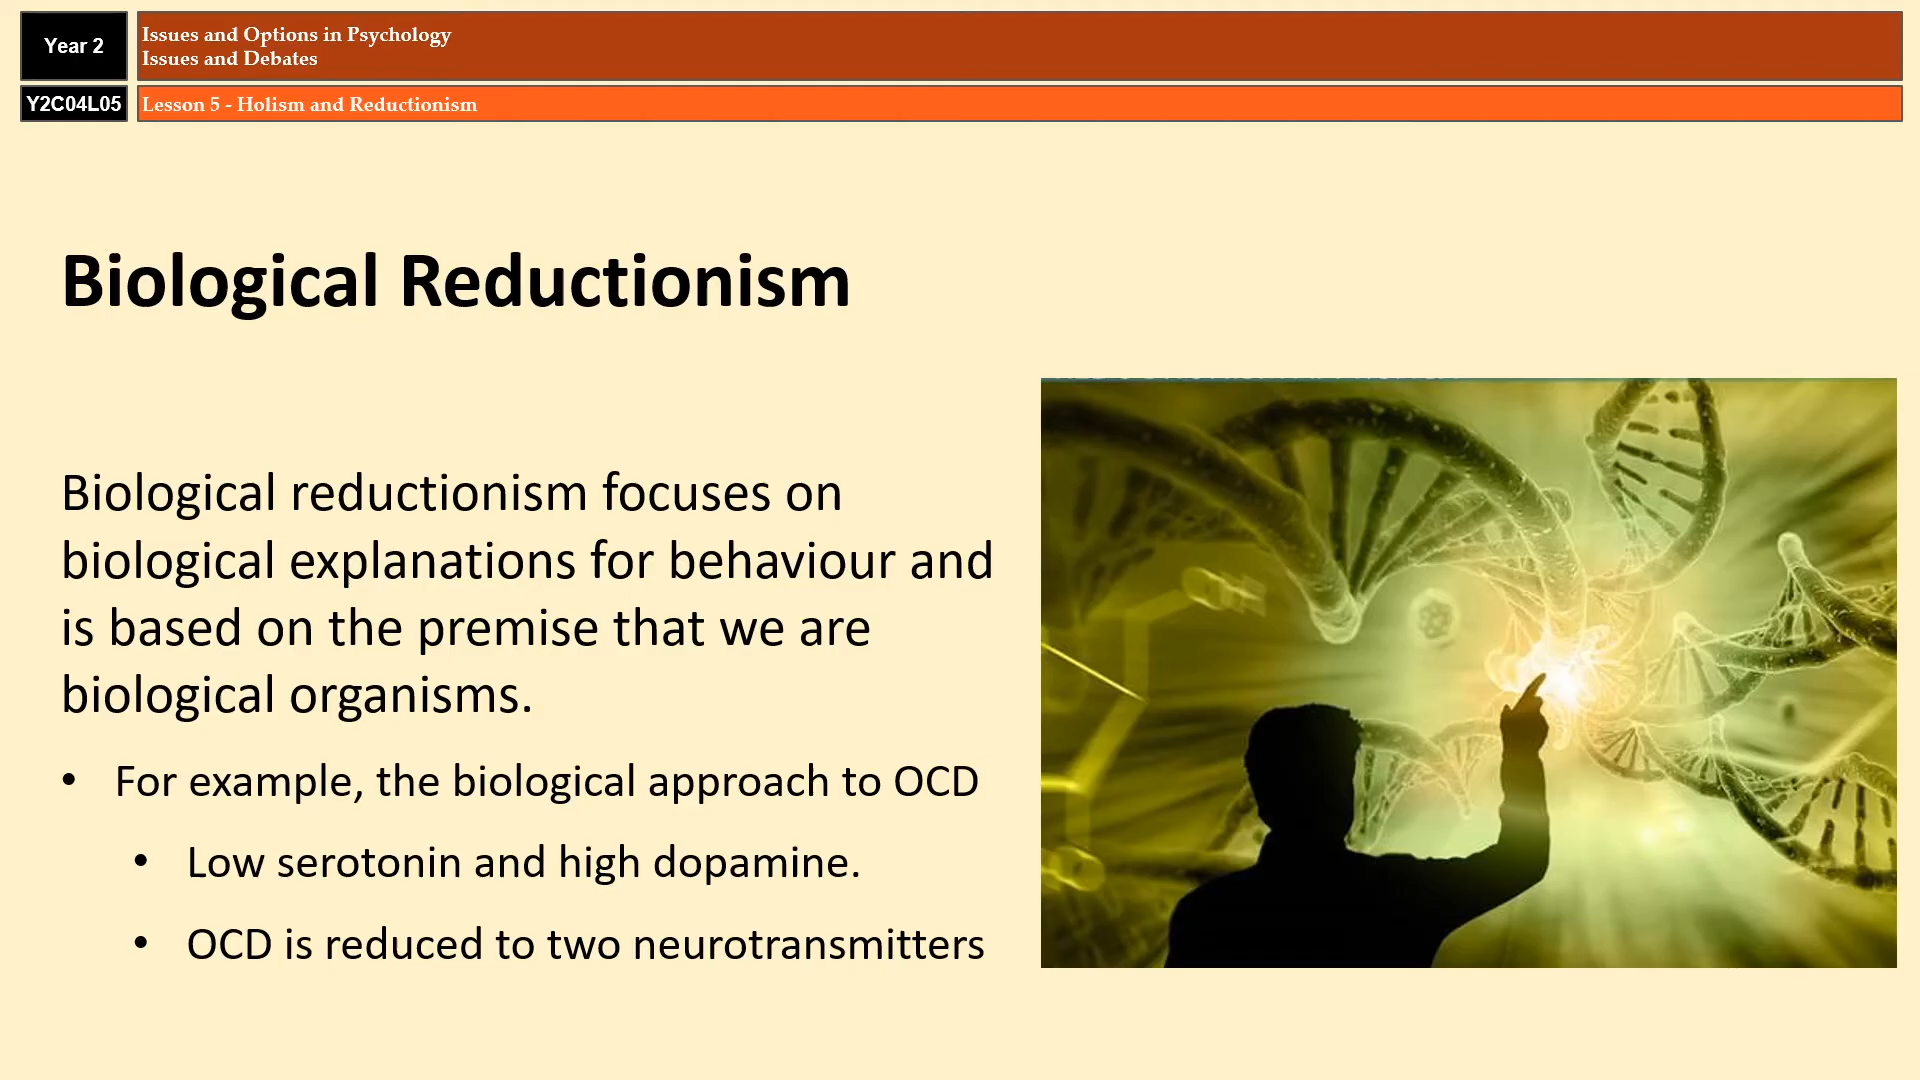 Year 2
Issues and Options in Psychology
Issues and Debates
Y2C04L05
Lesson 5 - Holism and Reductionism
Biological Reductionism
Biological reductionism focuses on
biological explanations for behaviour and
is based on the premise that we are
biological organisms.
• For example, the biological approach to OCD
• Low serotonin and high dopamine.
• OCD is reduced to two neurotransmitters